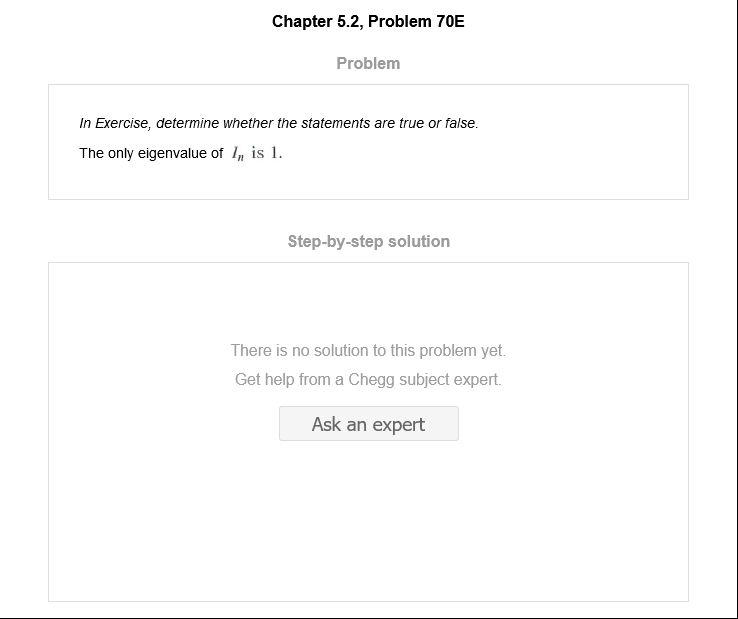 Chapter 5.2, Problem 70E
Problem
In Exercise, determine whether the statements are true or false.
The only eigenvalue of Iₙ is 1.
Step-by-step solution
There is no solution to this problem yet.
Get help from a Chegg subject expert.
Ask an expert